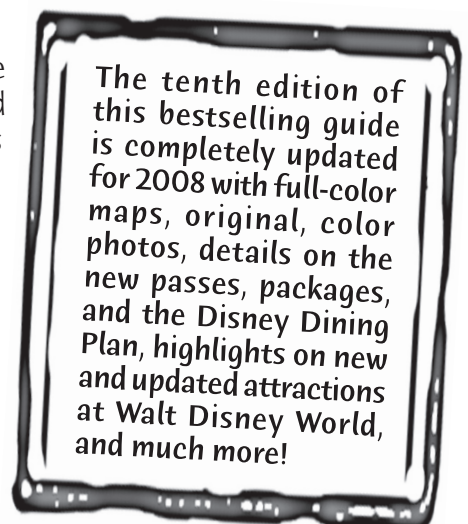 The tenth edition of
this bestselling guide
is completely updated
for 2008 with full-color
maps, original, color
photos, details on the
new passes, packages,
and the Disney Dining
Plan, highlights on new
and updated attractions
at Walt Disney World,
and much more!